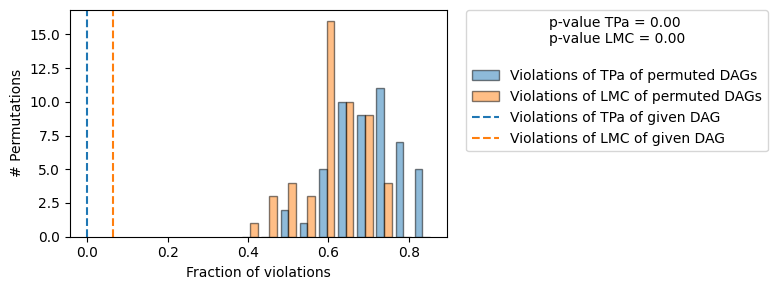 15.0
12.5
10.0
7.5
5.0
2.5
0.0
# Permutations
0.0 0.2 0.4 0.6 0.8
Fraction of violations
p-value TPa = 0.00
p-value LMC = 0.00
Violations of TPa of permuted DAGs
Violations of LMC of permuted DAGs
Violations of TPa of given DAG
Violations of LMC of given DAG